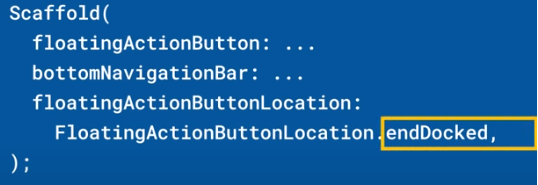 Scaffold(
floatingActionButton: ...
bottomNavigationBar: ...
floatingActionButtonLocation:
FloatingActionButtonLocation.endDocked,
);